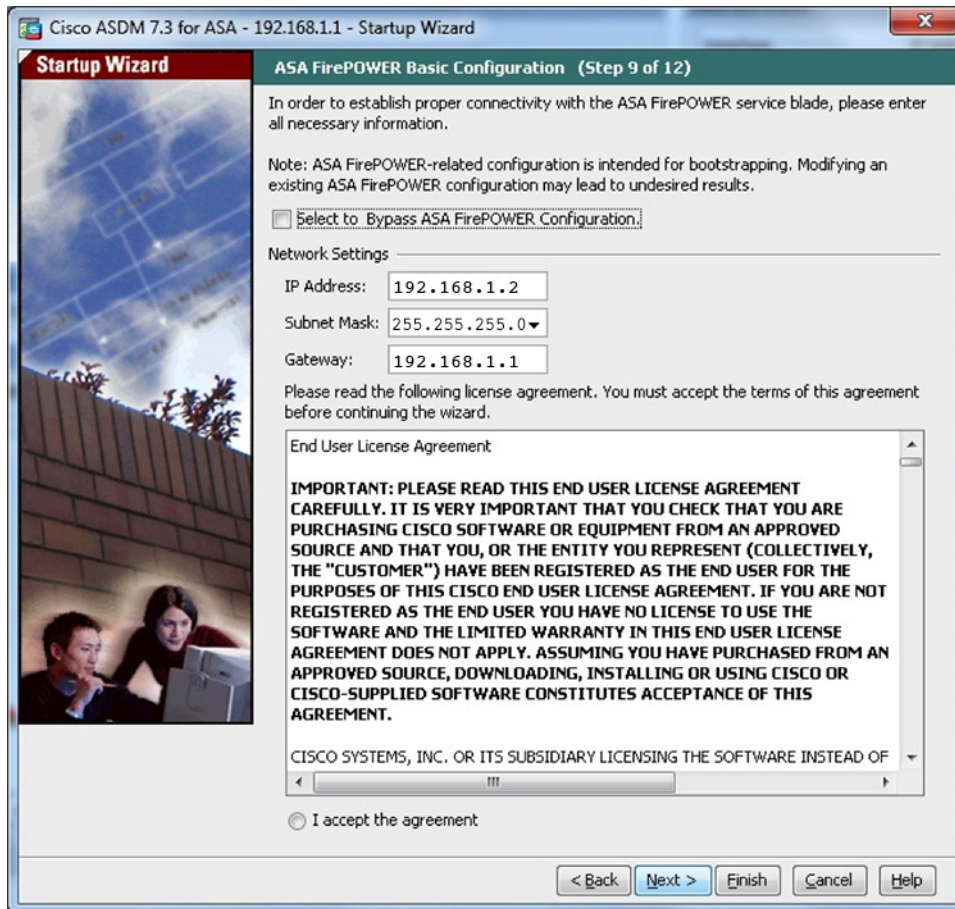 Cisco ASDM 7.3 for ASA - 192.168.1.1 - Startup Wizard
Startup Wizard
ASA FirePOWER Basic Configuration (Step 9 of 12)
In order to establish proper connectivity with the ASA FirePOWER service blade, please enter
all necessary information.
Note: ASA FirePOWER-related configuration is intended for bootstrapping. Modifying an
existing ASA FirePOWER configuration may lead to undesired results.
Select to Bypass ASA FirePOWER Configuration.
Network Settings
IP Address: 192.168.1.2
Subnet Mask: 255.255.255.0
Gateway: 192.168.1.1
Please read the following license agreement. You must accept the terms of this agreement
before continuing the wizard.
End User License Agreement
IMPORTANT: PLEASE READ THIS END USER LICENSE AGREEMENT
CAREFULLY. IT IS VERY IMPORTANT THAT YOU CHECK THAT YOU ARE
PURCHASING CISCO SOFTWARE OR EQUIPMENT FROM AN APPROVED
SOURCE AND THAT YOU, OR THE ENTITY YOU REPRESENT (COLLECTIVELY,
THE "CUSTOMER") HAVE BEEN REGISTERED AS THE END USER FOR THE
PURPOSES OF THIS CISCO END USER LICENSE AGREEMENT. IF YOU ARE NOT
REGISTERED AS THE END USER YOU HAVE NO LICENSE TO USE THE
SOFTWARE AND THE LIMITED WARRANTY IN THIS END USER LICENSE
AGREEMENT DOES NOT APPLY. ASSUMING YOU HAVE PURCHASED FROM AN
APPROVED SOURCE, DOWNLOADING, INSTALLING OR USING CISCO OR
CISCO-SUPPLIED SOFTWARE CONSTITUTES ACCEPTANCE OF THIS
AGREEMENT.
CISCO SYSTEMS, INC. OR ITS SUBSIDIARY LICENSING THE SOFTWARE INSTEAD OF
I accept the agreement
< Back Next > Finish Cancel Help